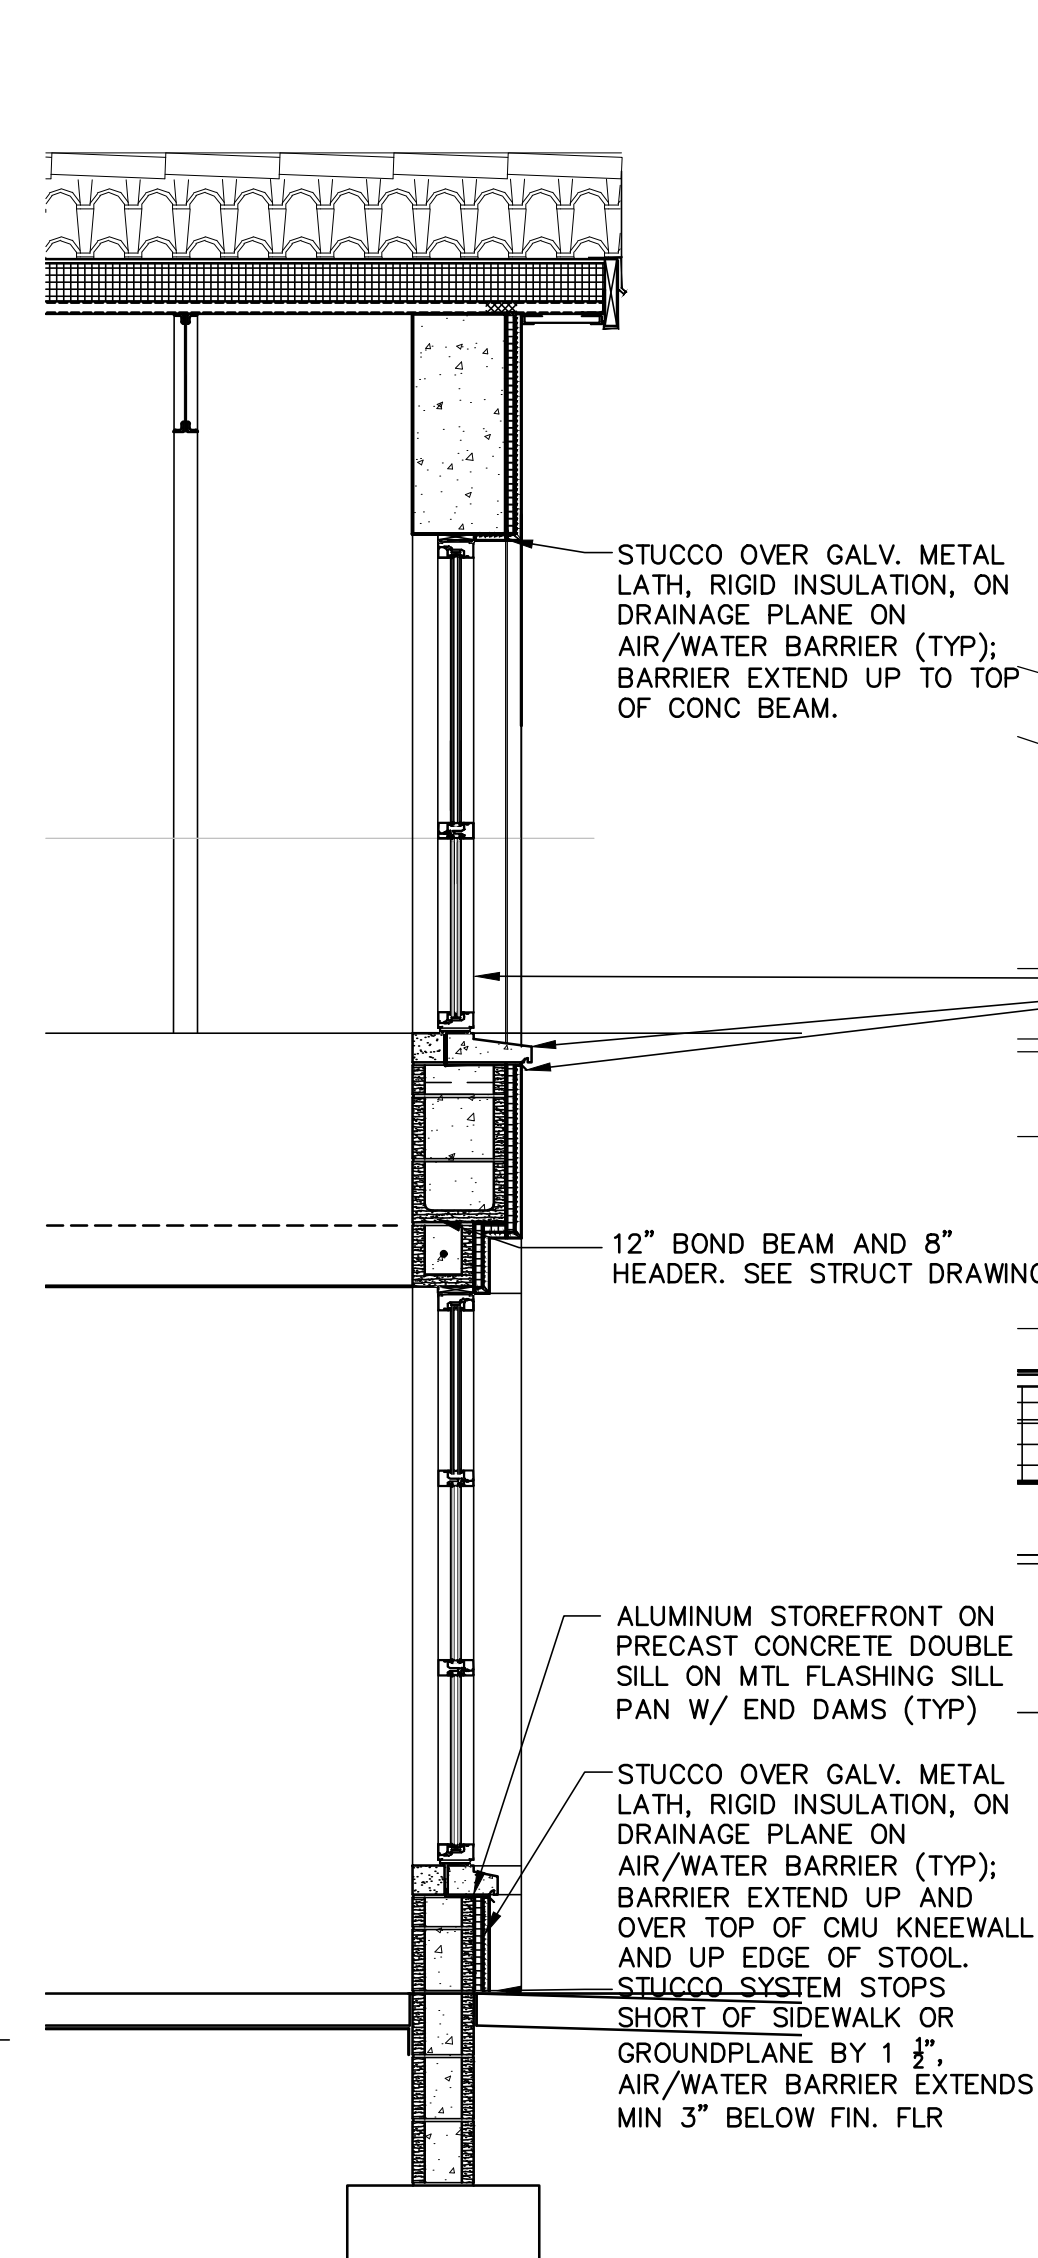 STUCCO OVER GALV. METAL
LATH, RIGID INSULATION, ON
DRAINAGE PLANE ON
AIR/WATER BARRIER (TYP);
BARRIER EXTEND UP TO TOP
OF CONC BEAM.
12" BOND BEAM AND 8"
HEADER. SEE STRUCT DRAWING
ALUMINUM STOREFRONT ON
PRECAST CONCRETE DOUBLE
SILL ON MTL FLASHING SILL
PAN W/ END DAMS (TYP)
STUCCO OVER GALV. METAL
LATH, RIGID INSULATION, ON
DRAINAGE PLANE ON
AIR/WATER BARRIER (TYP);
BARRIER EXTEND UP AND
OVER TOP OF CMU KNEEWALL
AND UP EDGE OF STOOL.
STUCCO SYSTEM STOPS
SHORT OF SIDEWALK OR
GROUNDPLANE BY 1 1/2",
AIR/WATER BARRIER EXTENDS
MIN 3" BELOW FIN. FLR